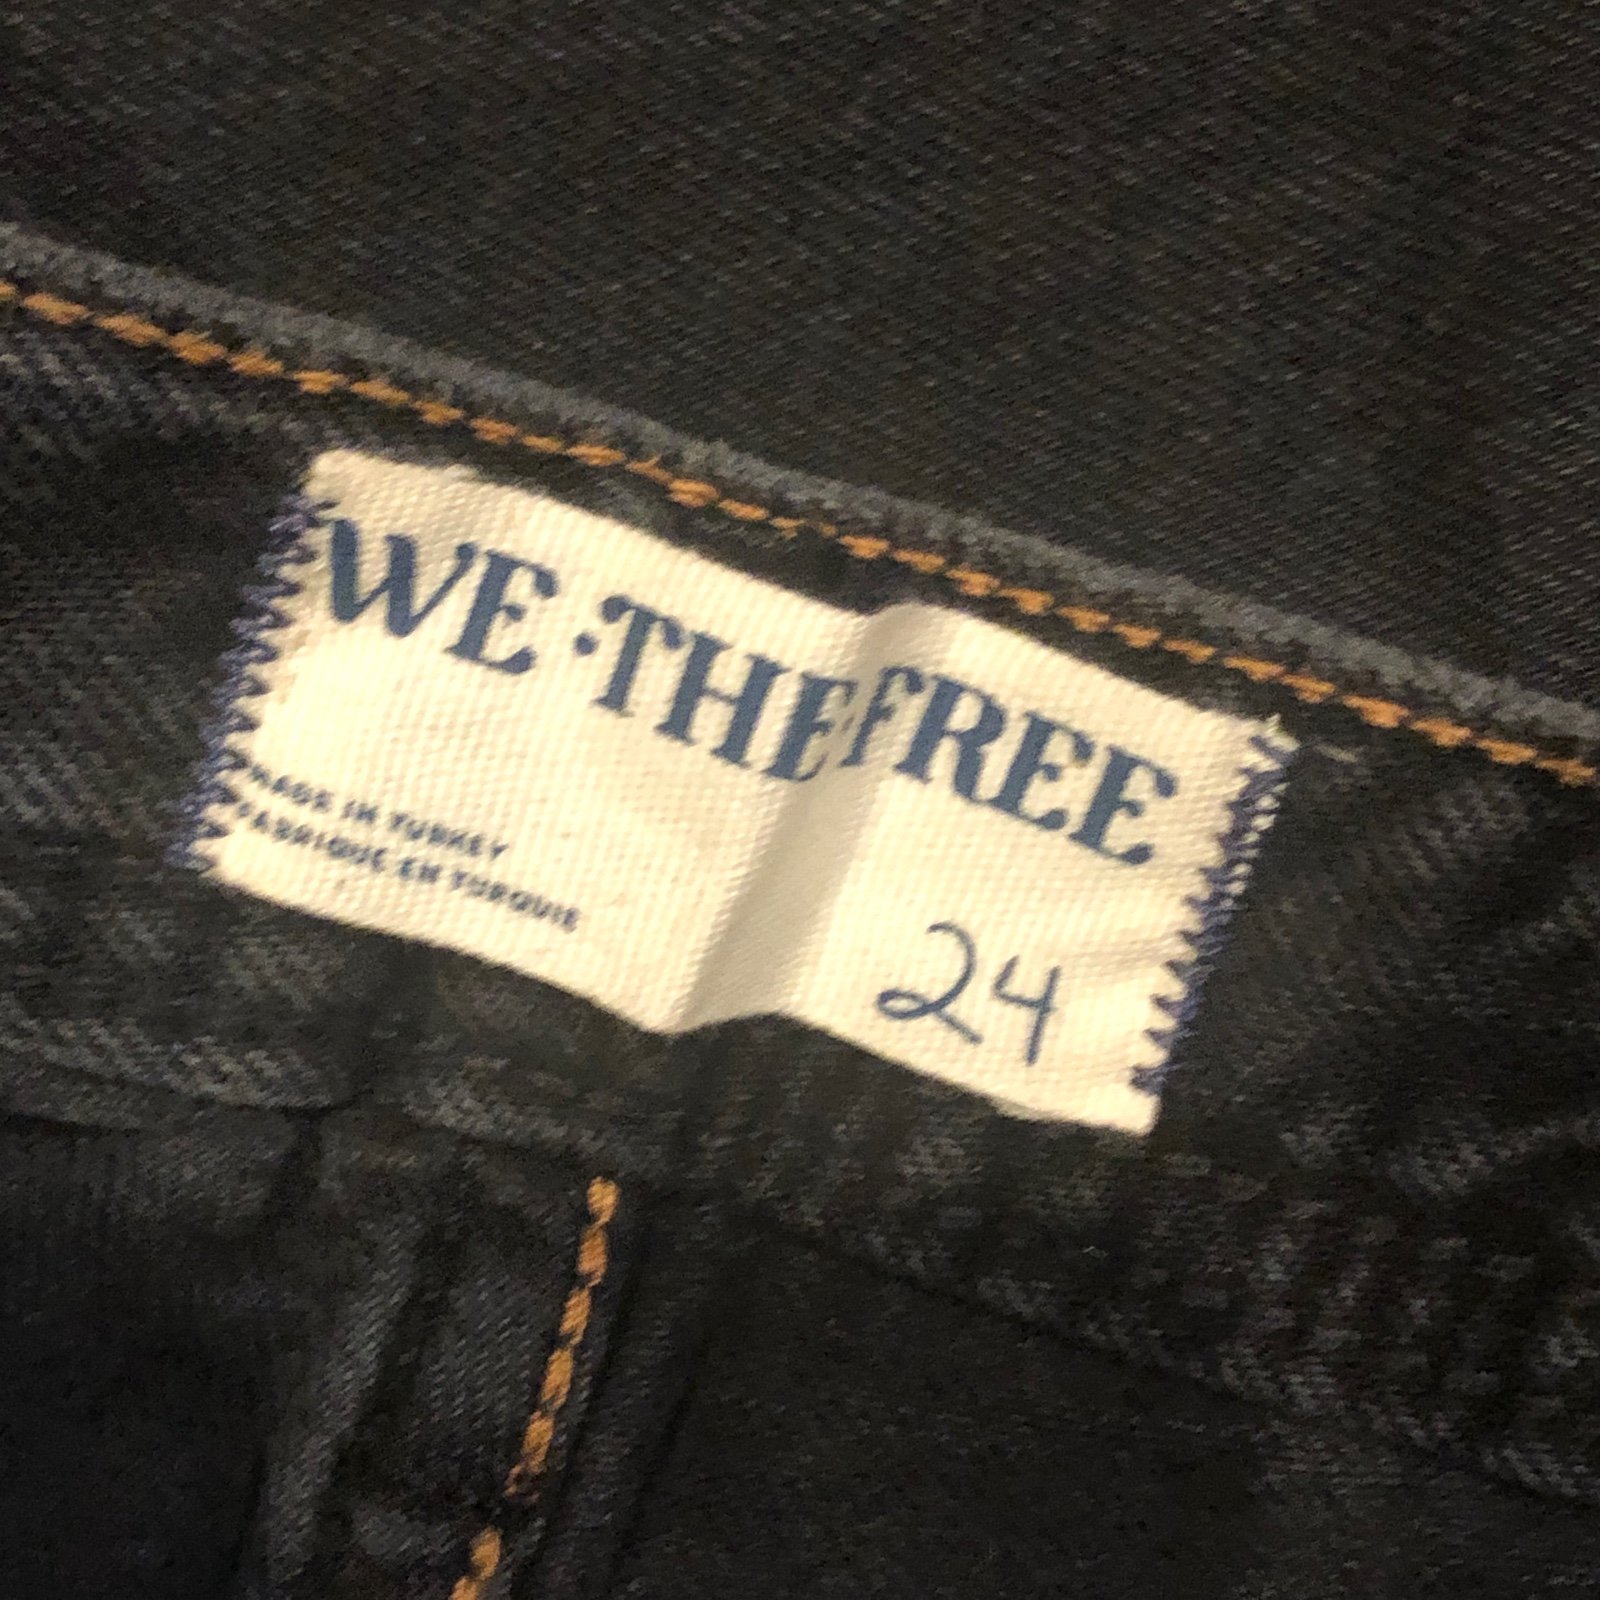 WE·THE·FREE
MADE IN TURKEY
FABRIQUE EN TURQUIE
24